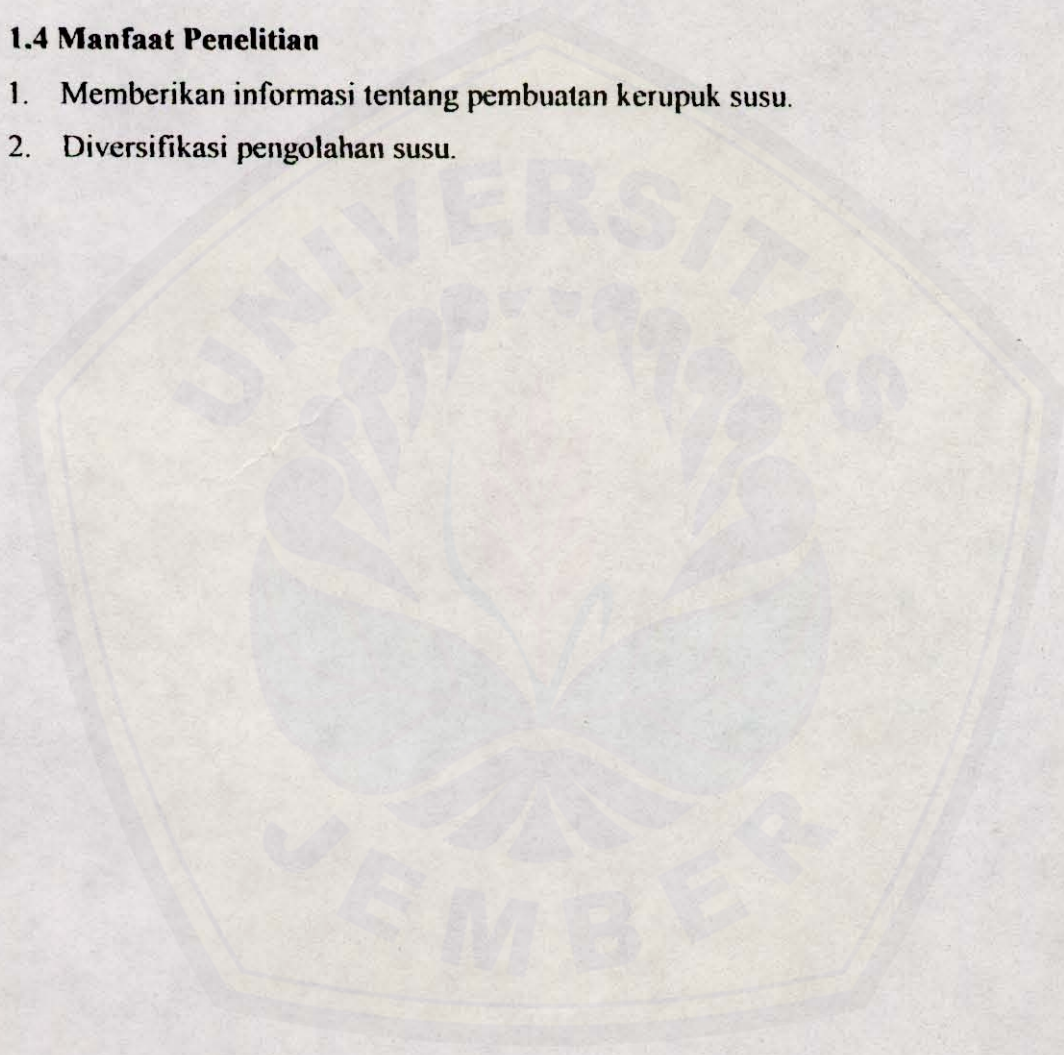 1.4 Manfaat Penelitian
1. Memberikan informasi tentang pembuatan kerupuk susu.
2. Diversifikasi pengolahan susu.
UNIVERSITAS
JEMBER